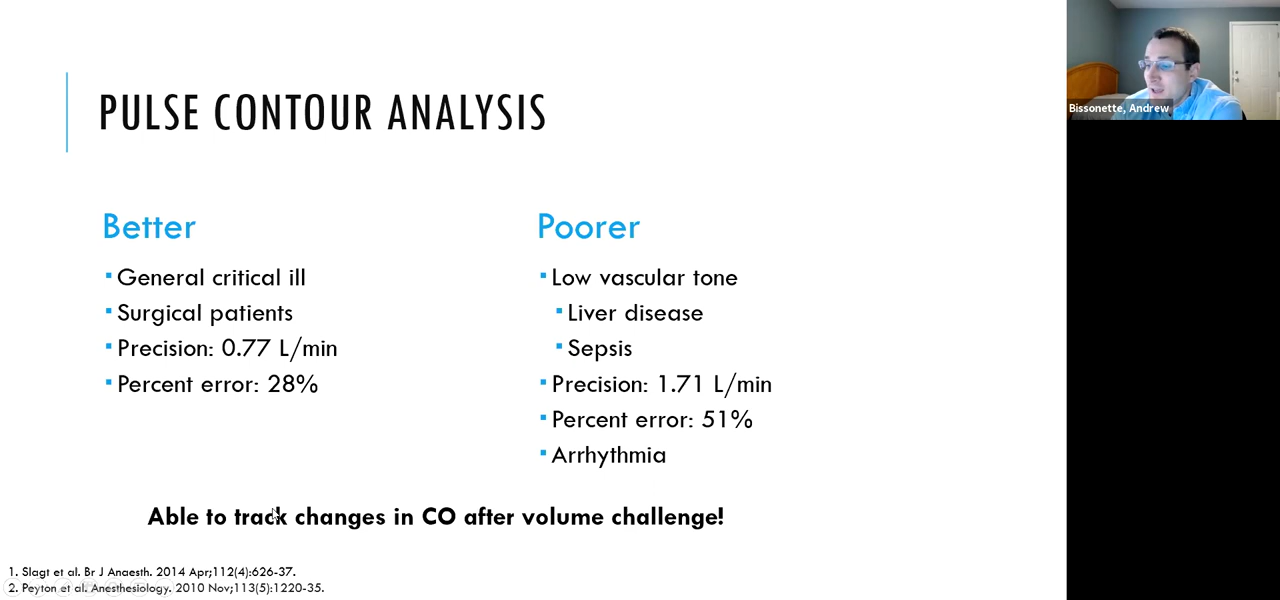 PULSE CONTOUR ANALYSIS
Better
General critical ill
Surgical patients
Precision: 0.77 L/min
Percent error: 28%
Poorer
Low vascular tone
Liver disease
Sepsis
Precision: 1.71 L/min
Percent error: 51%
Arrhythmia
Able to track changes in CO after volume challenge!
1. Slagt et al. Br J Anaesth. 2014 Apr;112(4):626-37.
2. Peyton et al. Anesthesiology. 2010 Nov;113(5):1220-35.
Bissonette, Andrew